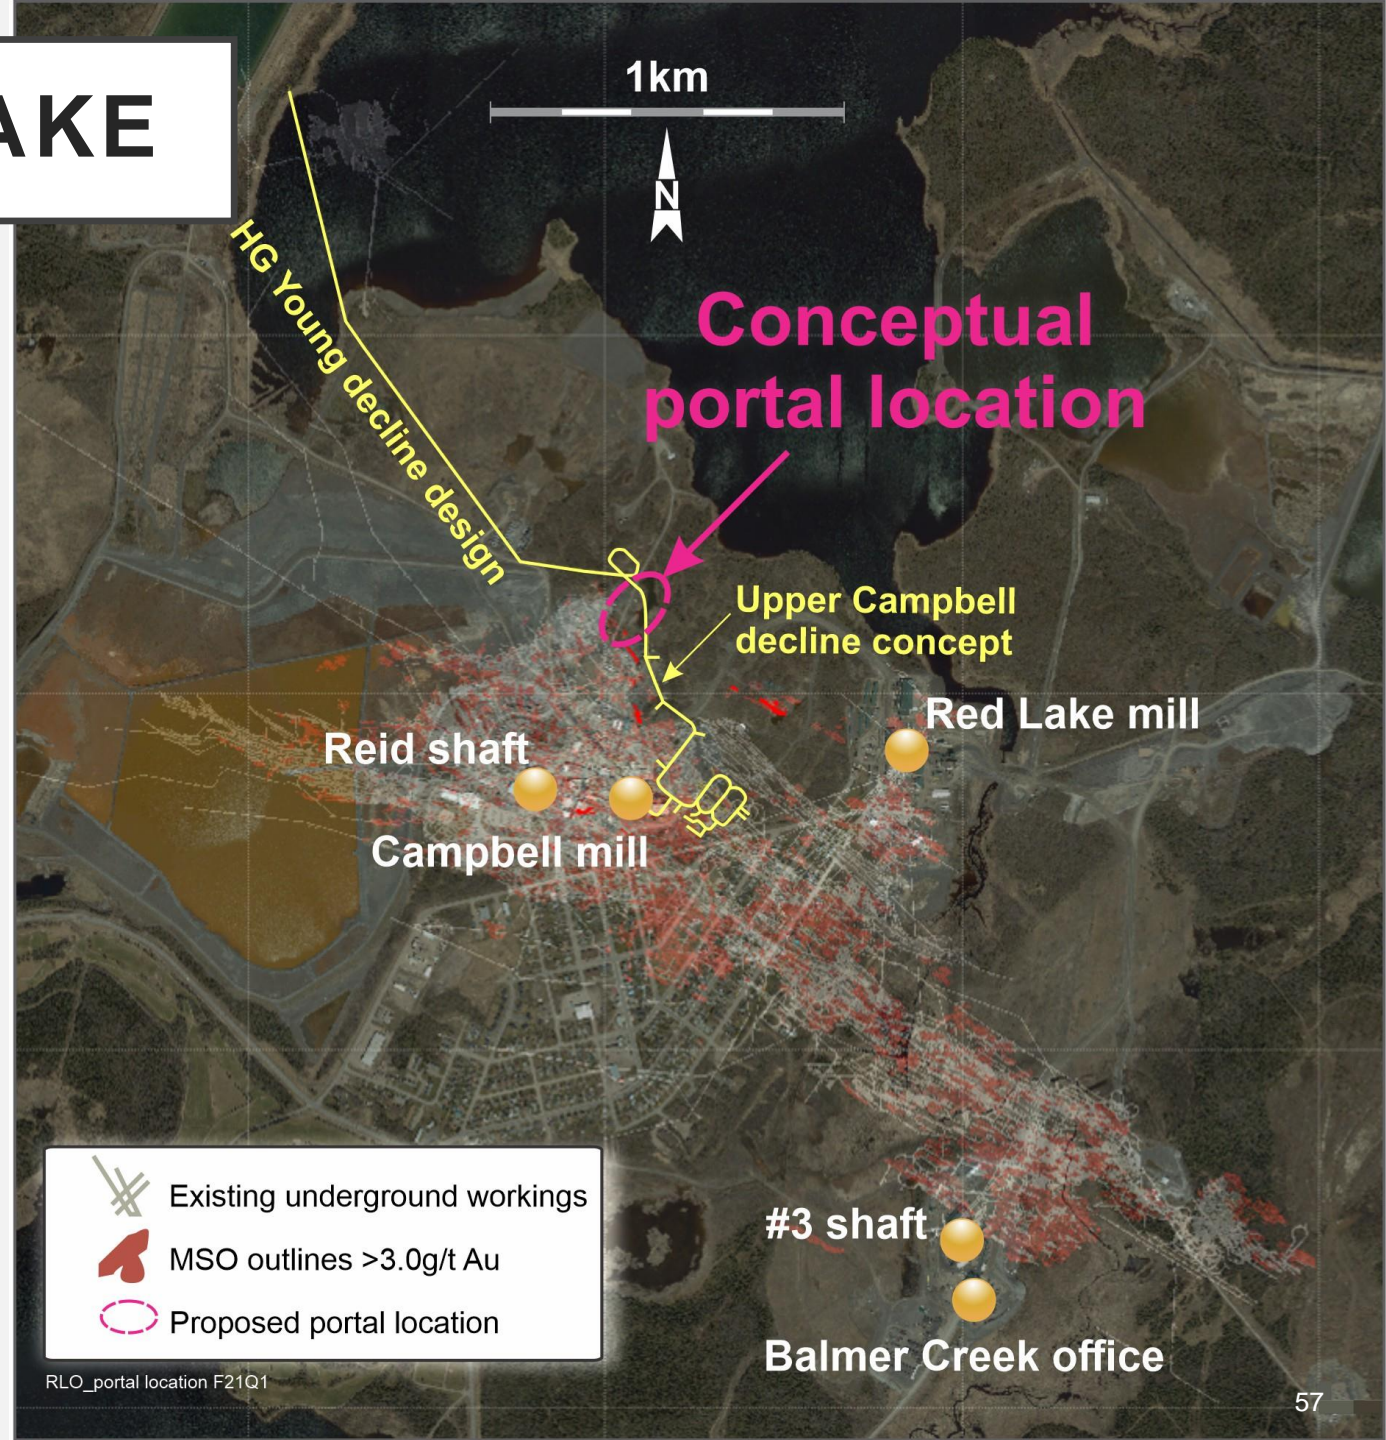 AKE
1km
N
HG Young decline design
Conceptual
portal location
Upper Campbell
decline concept
Red Lake mill
Reid shaft
Campbell mill
#3 shaft
Balmer Creek office
Existing underground workings
MSO outlines >3.0g/t Au
Proposed portal location
RLO_portal location F21Q1
57